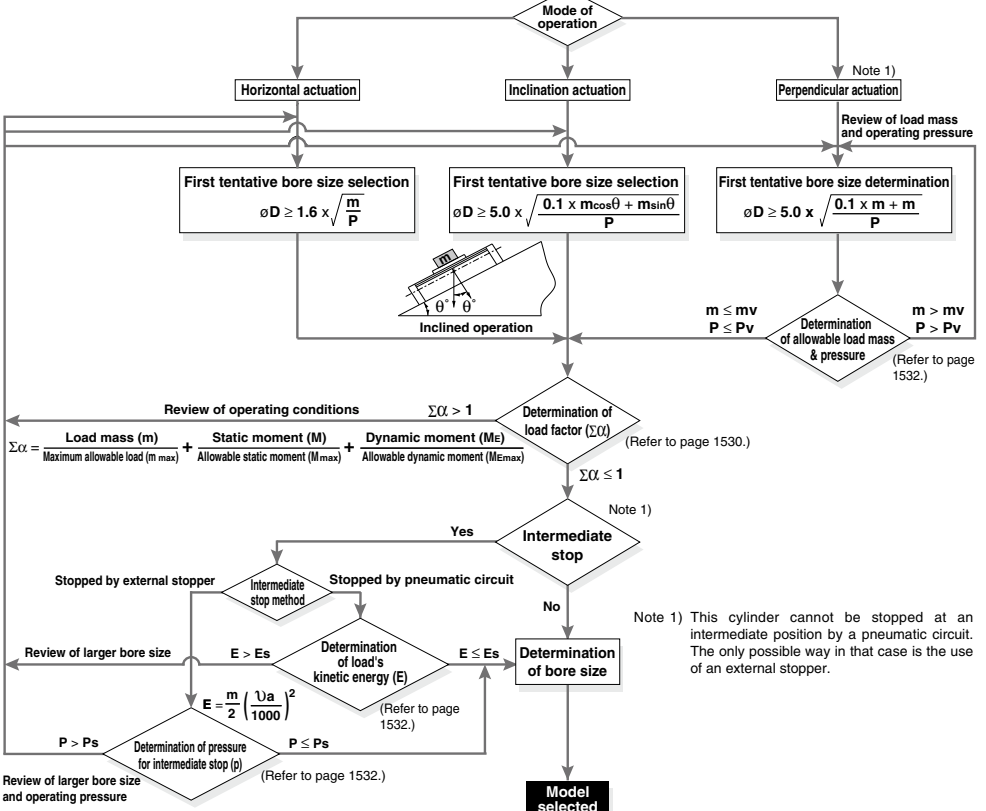 Mode of
operation
Note 1)
Horizontal actuation
Inclination actuation
Perpendicular actuation
Review of load mass
and operating pressure
First tentative bore size selection
øD ≥ 1.6 x √(m/P)
First tentative bore size selection
øD ≥ 5.0 x √((0.1 x mcosθ + msinθ)/P)
First tentative bore size determination
øD ≥ 5.0 x √((0.1 x m + m)/P)
m
θ° θ°
Inclined operation
m ≤ mv
P ≤ Pv
Determination
of allowable load mass
& pressure
m > mv
P > Pv
(Refer to page
1532.)
Review of operating conditions
Σα > 1
Determination of
load factor (Σα)
(Refer to page 1530.)
Σα = Load mass (m)/Maximum allowable load (m max) + Static moment (M)/Allowable static moment (Mmax) + Dynamic moment (ME)/Allowable dynamic moment (MEmax)
Σα ≤ 1
Note 1)
Yes
Intermediate
stop
Stopped by external stopper
Intermediate
stop method
Stopped by pneumatic circuit
No
Note 1) This cylinder cannot be stopped at an
intermediate position by a pneumatic circuit.
The only possible way in that case is the use
of an external stopper.
Review of larger bore size
E > Es
Determination
of load's
kinetic energy (E)
E ≤ Es
Determination
of bore size
E = m/2 (υa/1000)²
(Refer to page
1532.)
P > Ps
Determination of pressure
for intermediate stop (p)
P ≤ Ps
(Refer to page 1532.)
Review of larger bore size
and operating pressure
Model
selected